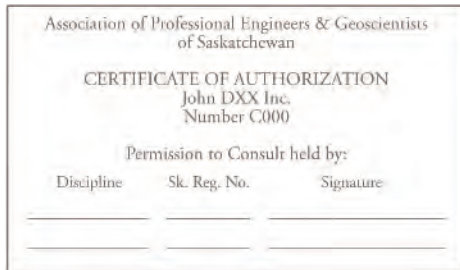 Association of Professional Engineers & Geoscientists
of Saskatchewan
CERTIFICATE OF AUTHORIZATION
John DXX Inc.
Number C000
Permission to Consult held by:
Discipline Sk. Reg. No. Signature